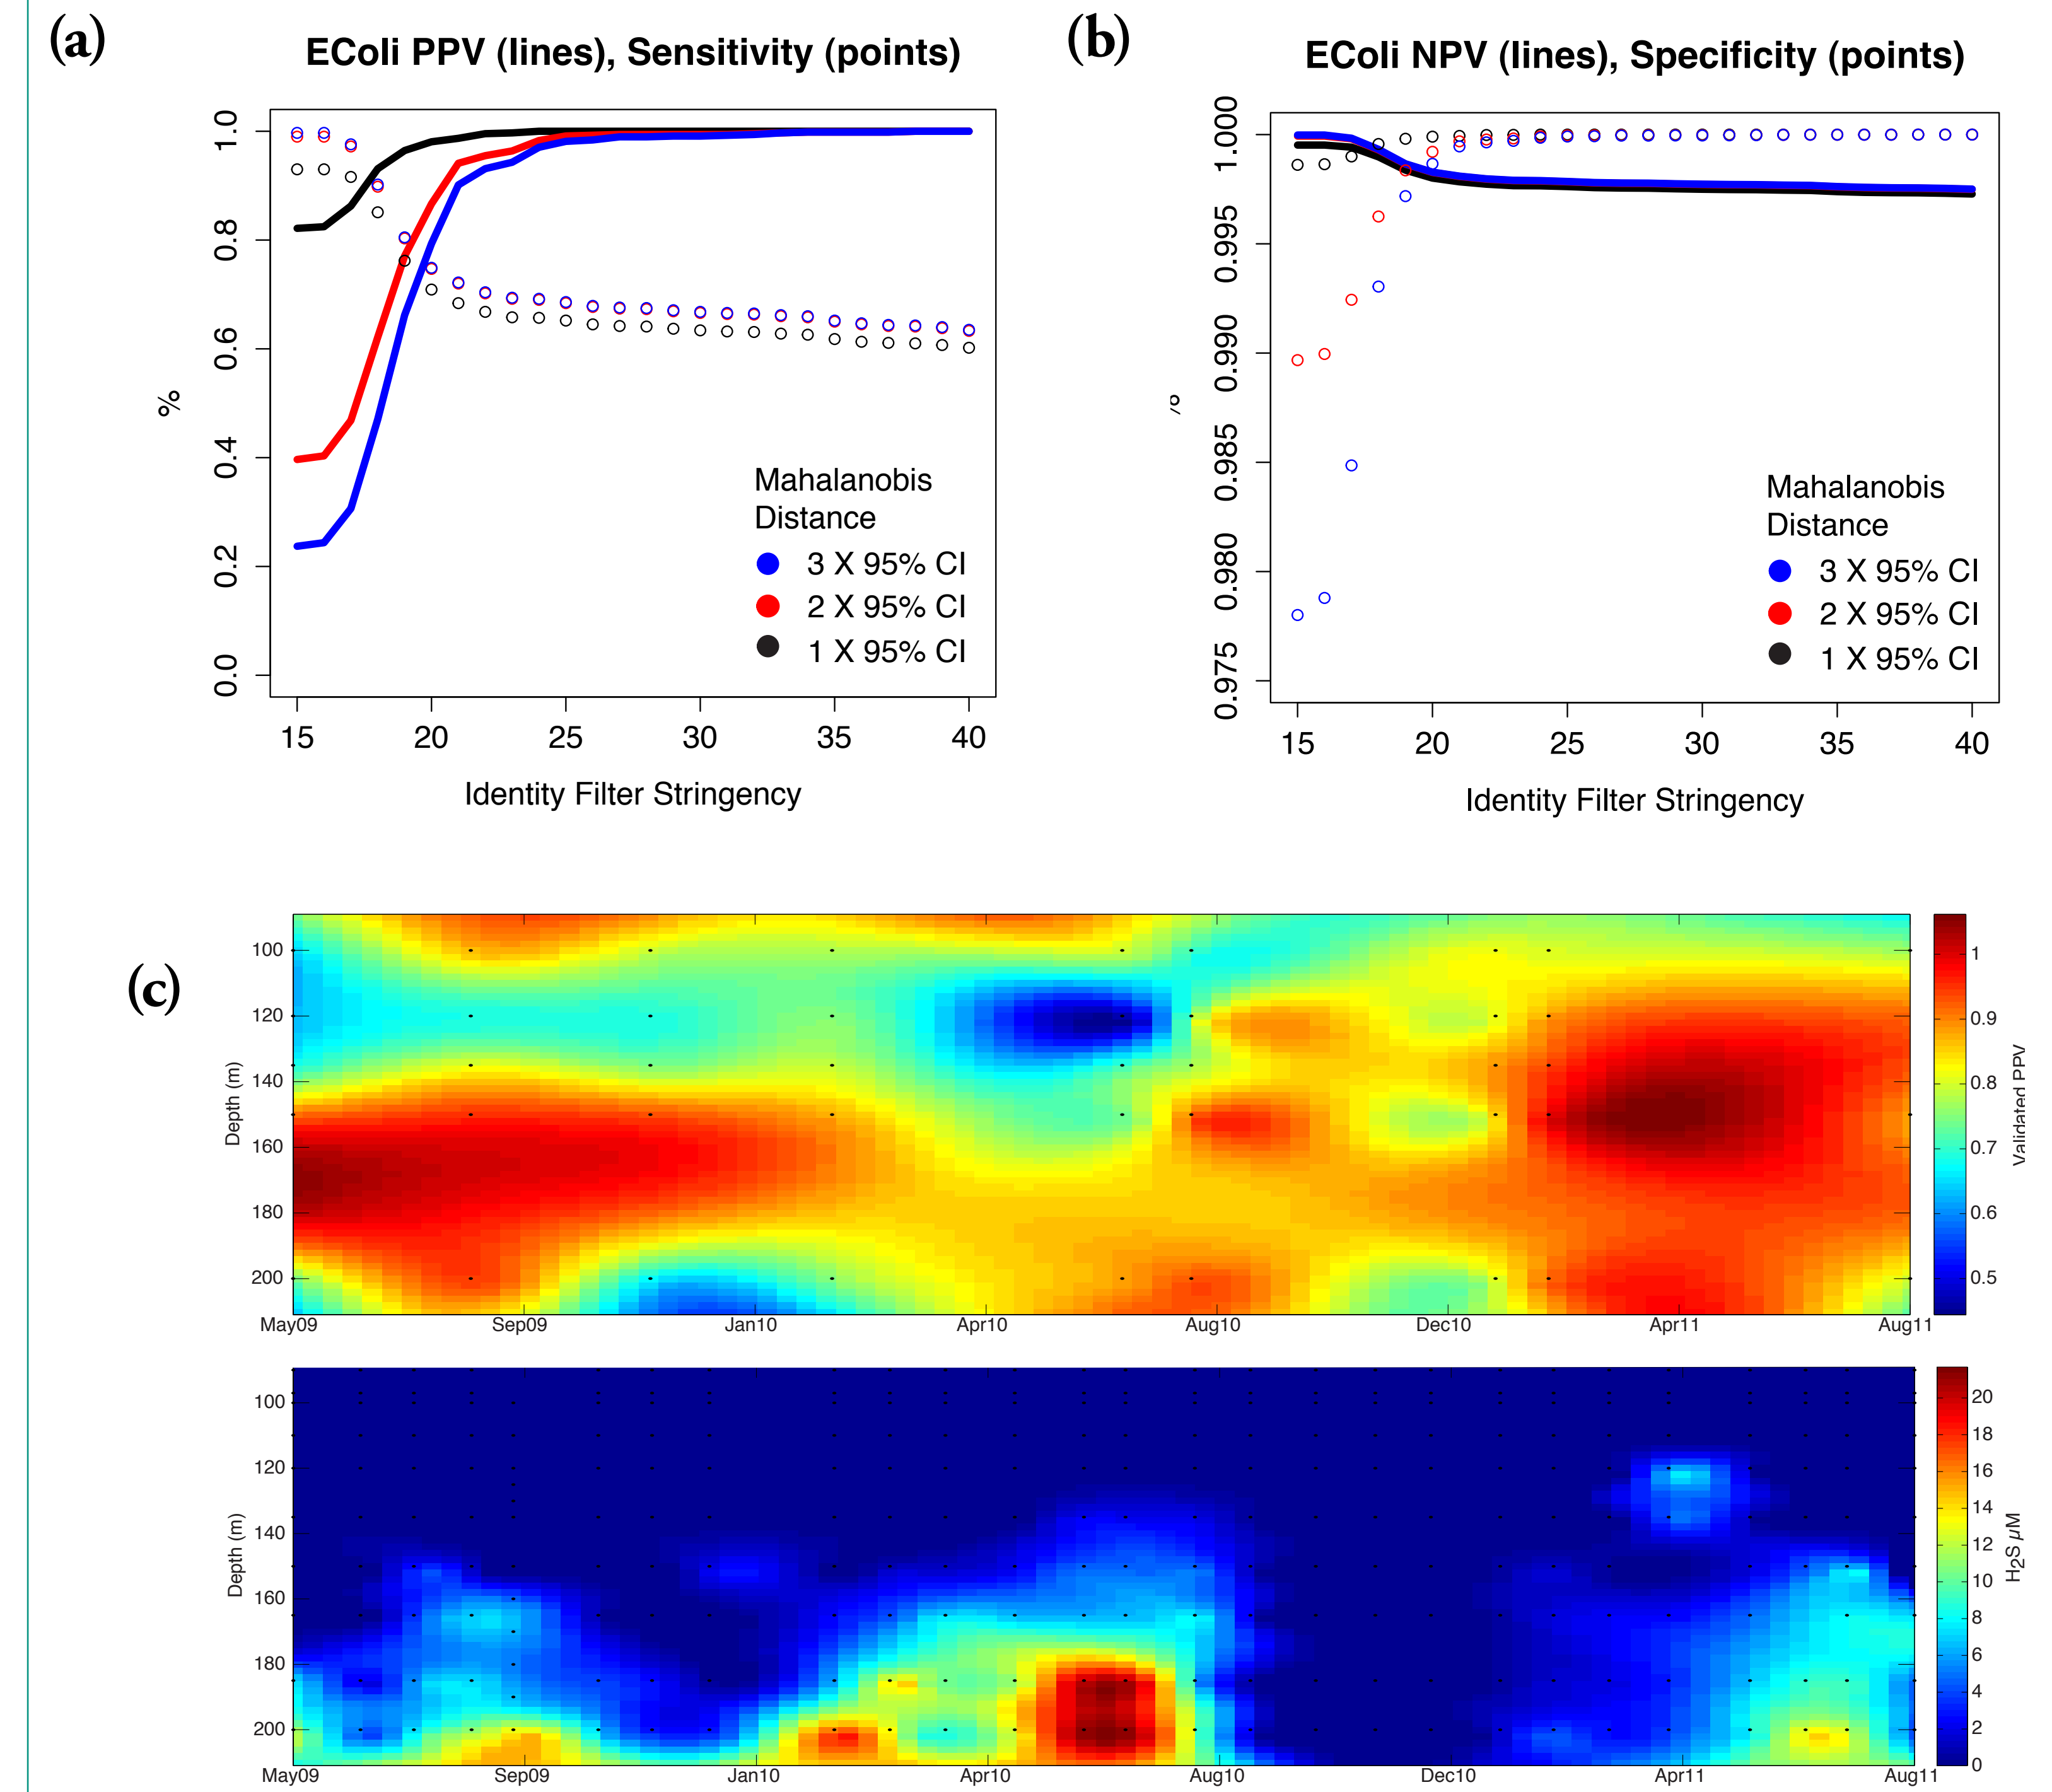 (a)
EColi PPV (lines), Sensitivity (points)
%
1.0
0.8
0.6
0.4
0.2
0.0
15 20 25 30 35 40
Identity Filter Stringency
Mahalanobis
Distance
3 X 95% CI
2 X 95% CI
1 X 95% CI
(b)
EColi NPV (lines), Specificity (points)
%
1.000
0.995
0.990
0.985
0.980
0.975
15 20 25 30 35 40
Identity Filter Stringency
Mahalanobis
Distance
3 X 95% CI
2 X 95% CI
1 X 95% CI
(c)
Depth (m)
100
120
140
160
180
200
May09 Sep09 Jan10 Apr10 Aug10 Dec10 Apr11 Aug11
1
0.9
0.8
0.7
0.6
0.5
Validated PPV
Depth (m)
100
120
140
160
180
200
May09 Sep09 Jan10 Apr10 Aug10 Dec10 Apr11 Aug11
20
18
16
14
12
10
8
6
4
2
0
H2S µM